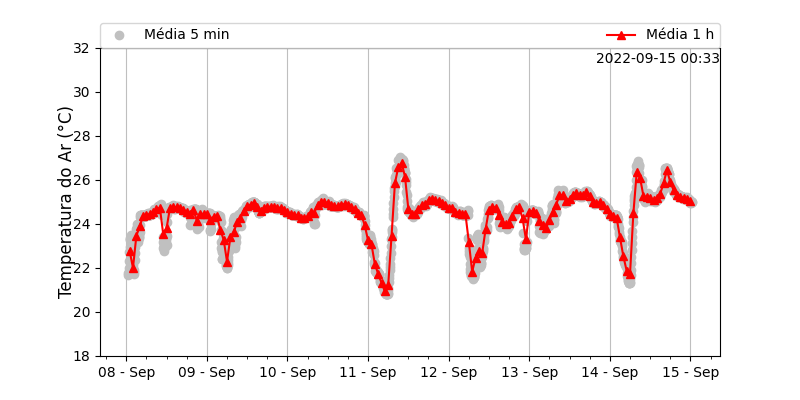 Média 5 min
Média 1 h
2022-09-15 00:33
Temperatura do Ar (°C)
32
30
28
26
24
22
20
18
08 - Sep
09 - Sep
10 - Sep
11 - Sep
12 - Sep
13 - Sep
14 - Sep
15 - Sep